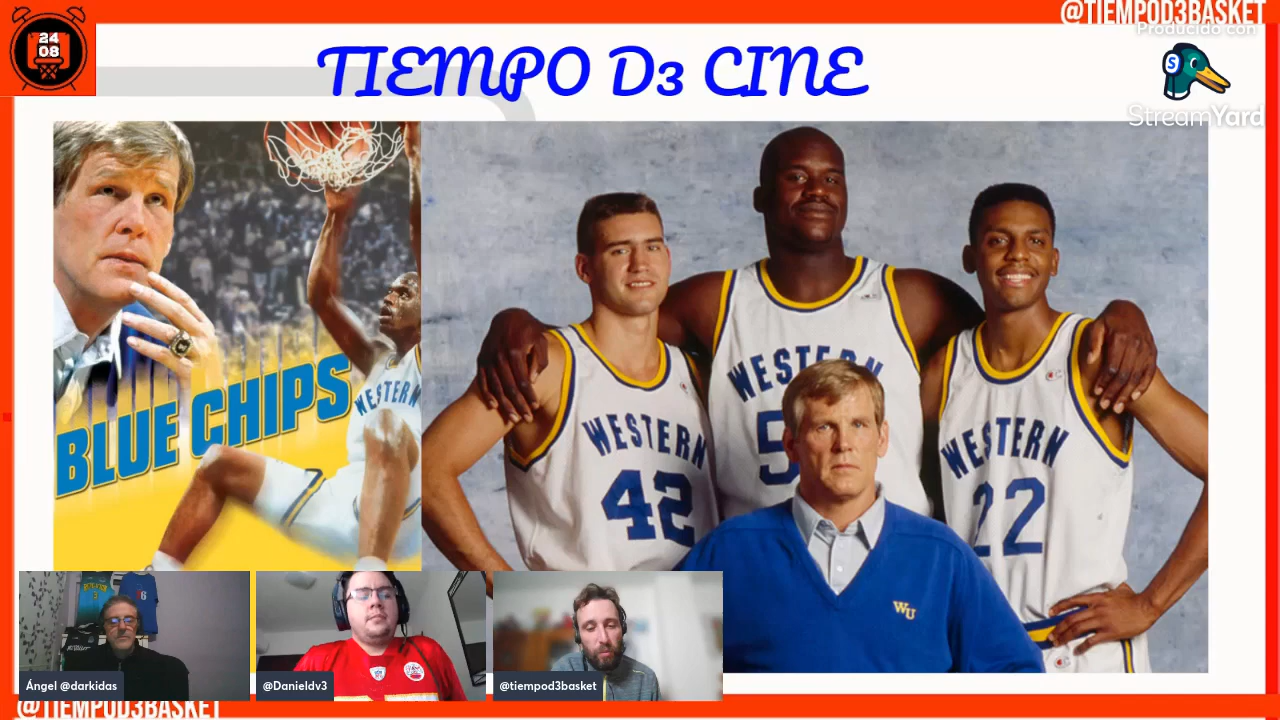 @TIEMPOD3BASKET
Producido con
StreamYard
24
08
TIEMPO D3 CINE
BLUE CHIPS
WESTERN
WESTERN
42
WESTERN
5
WESTERN
22
WU
Ángel @darkidas
@Danieldv3
@tiempod3basket
@TIEMPOD3BASKET